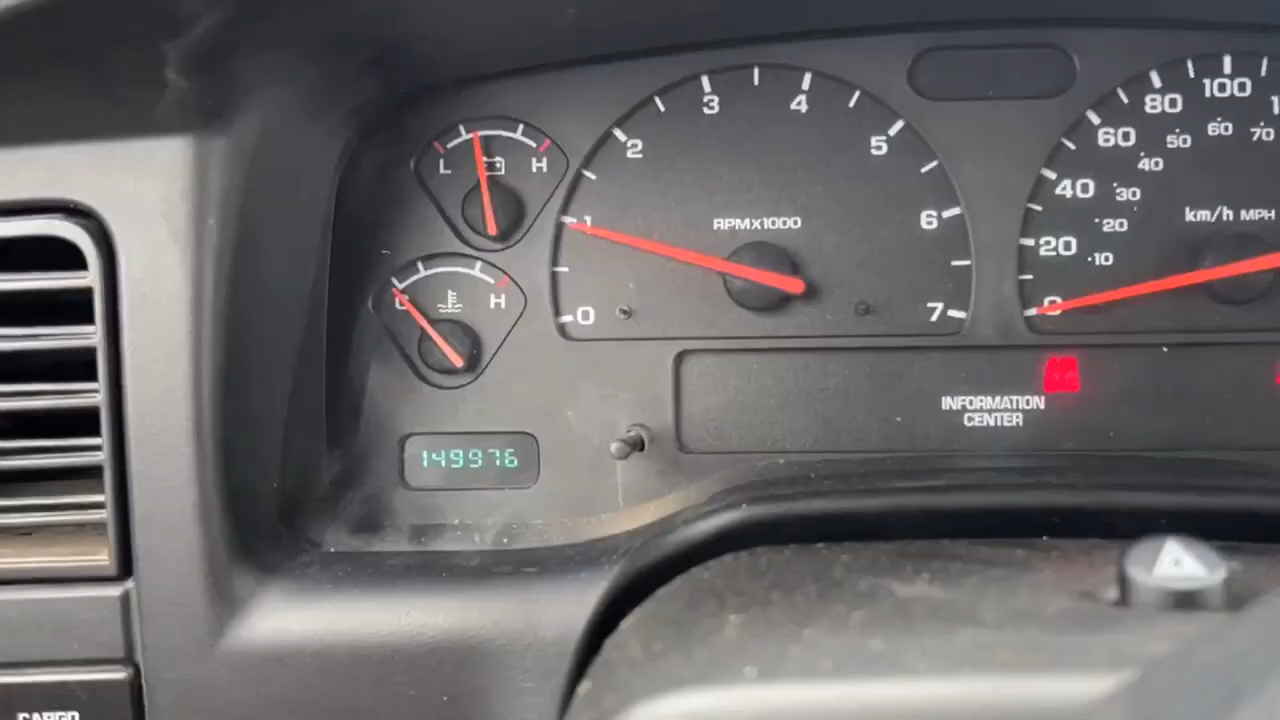 L H
C H
149976
0 1 2 3 4 5 6 7
RPMX1000
0 20 40 60 80 100
10 20 30 40 50 60 70
km/h MPH
INFORMATION
CENTER
CARGO